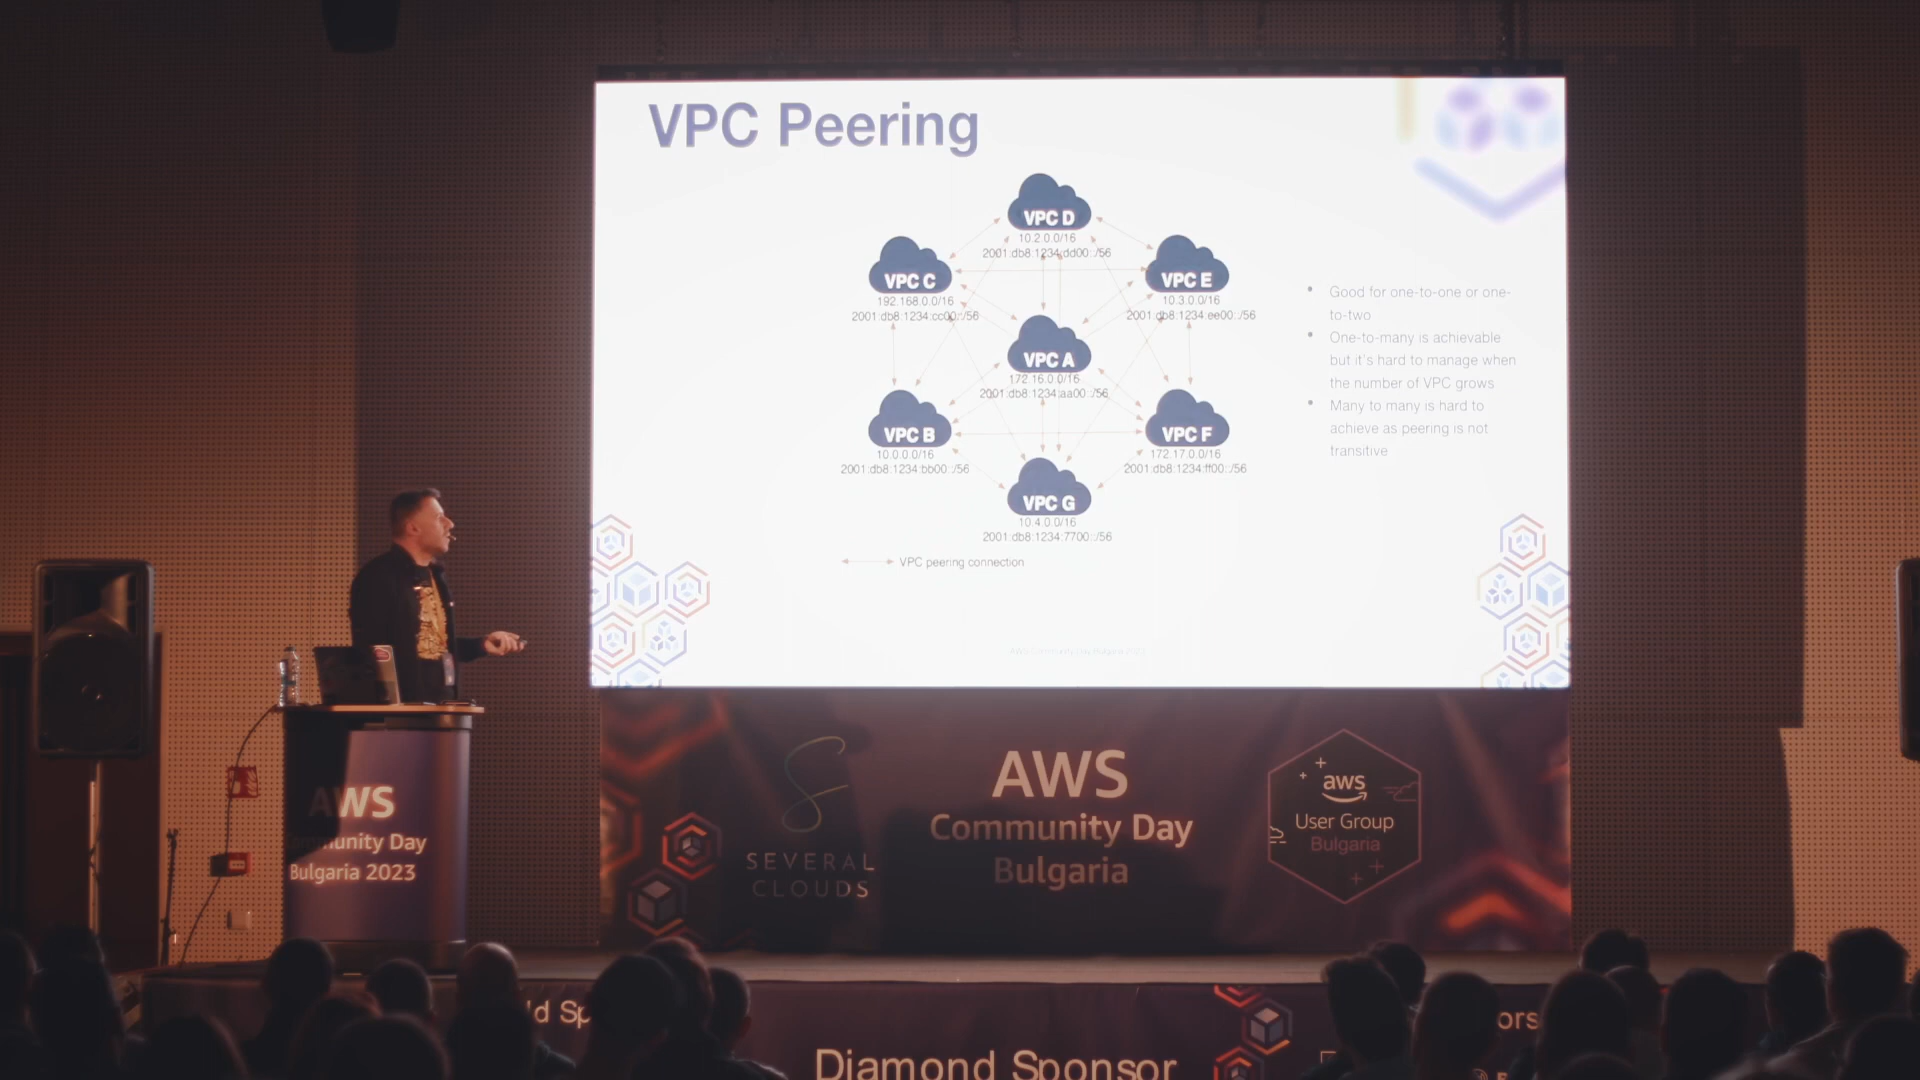 VPC Peering
VPC D
10.2.0.0/16
2001:db8:1234:dd00::/56
VPC C
192.168.0.0/16
2001:db8:1234:cc00::/56
VPC E
10.3.0.0/16
2001:db8:1234:ee00::/56
VPC A
172.16.0.0/16
2001:db8:1234:aa00::/56
VPC B
10.0.0.0/16
2001:db8:1234:bb00::/56
VPC F
172.17.0.0/16
2001:db8:1234:ff00::/56
VPC G
10.4.0.0/16
2001:db8:1234:7700::/56
VPC peering connection
• Good for one-to-one or one-
to-two
• One-to-many is achievable
but it's hard to manage when
the number of VPC grows
• Many to many is hard to
achieve as peering is not
transitive
AWS Community Day Bulgaria 2023
AWS
Community Day
Bulgaria 2023
SEVERAL
CLOUDS
AWS
Community Day
Bulgaria
aws
User Group
Bulgaria
Diamond Sponsor